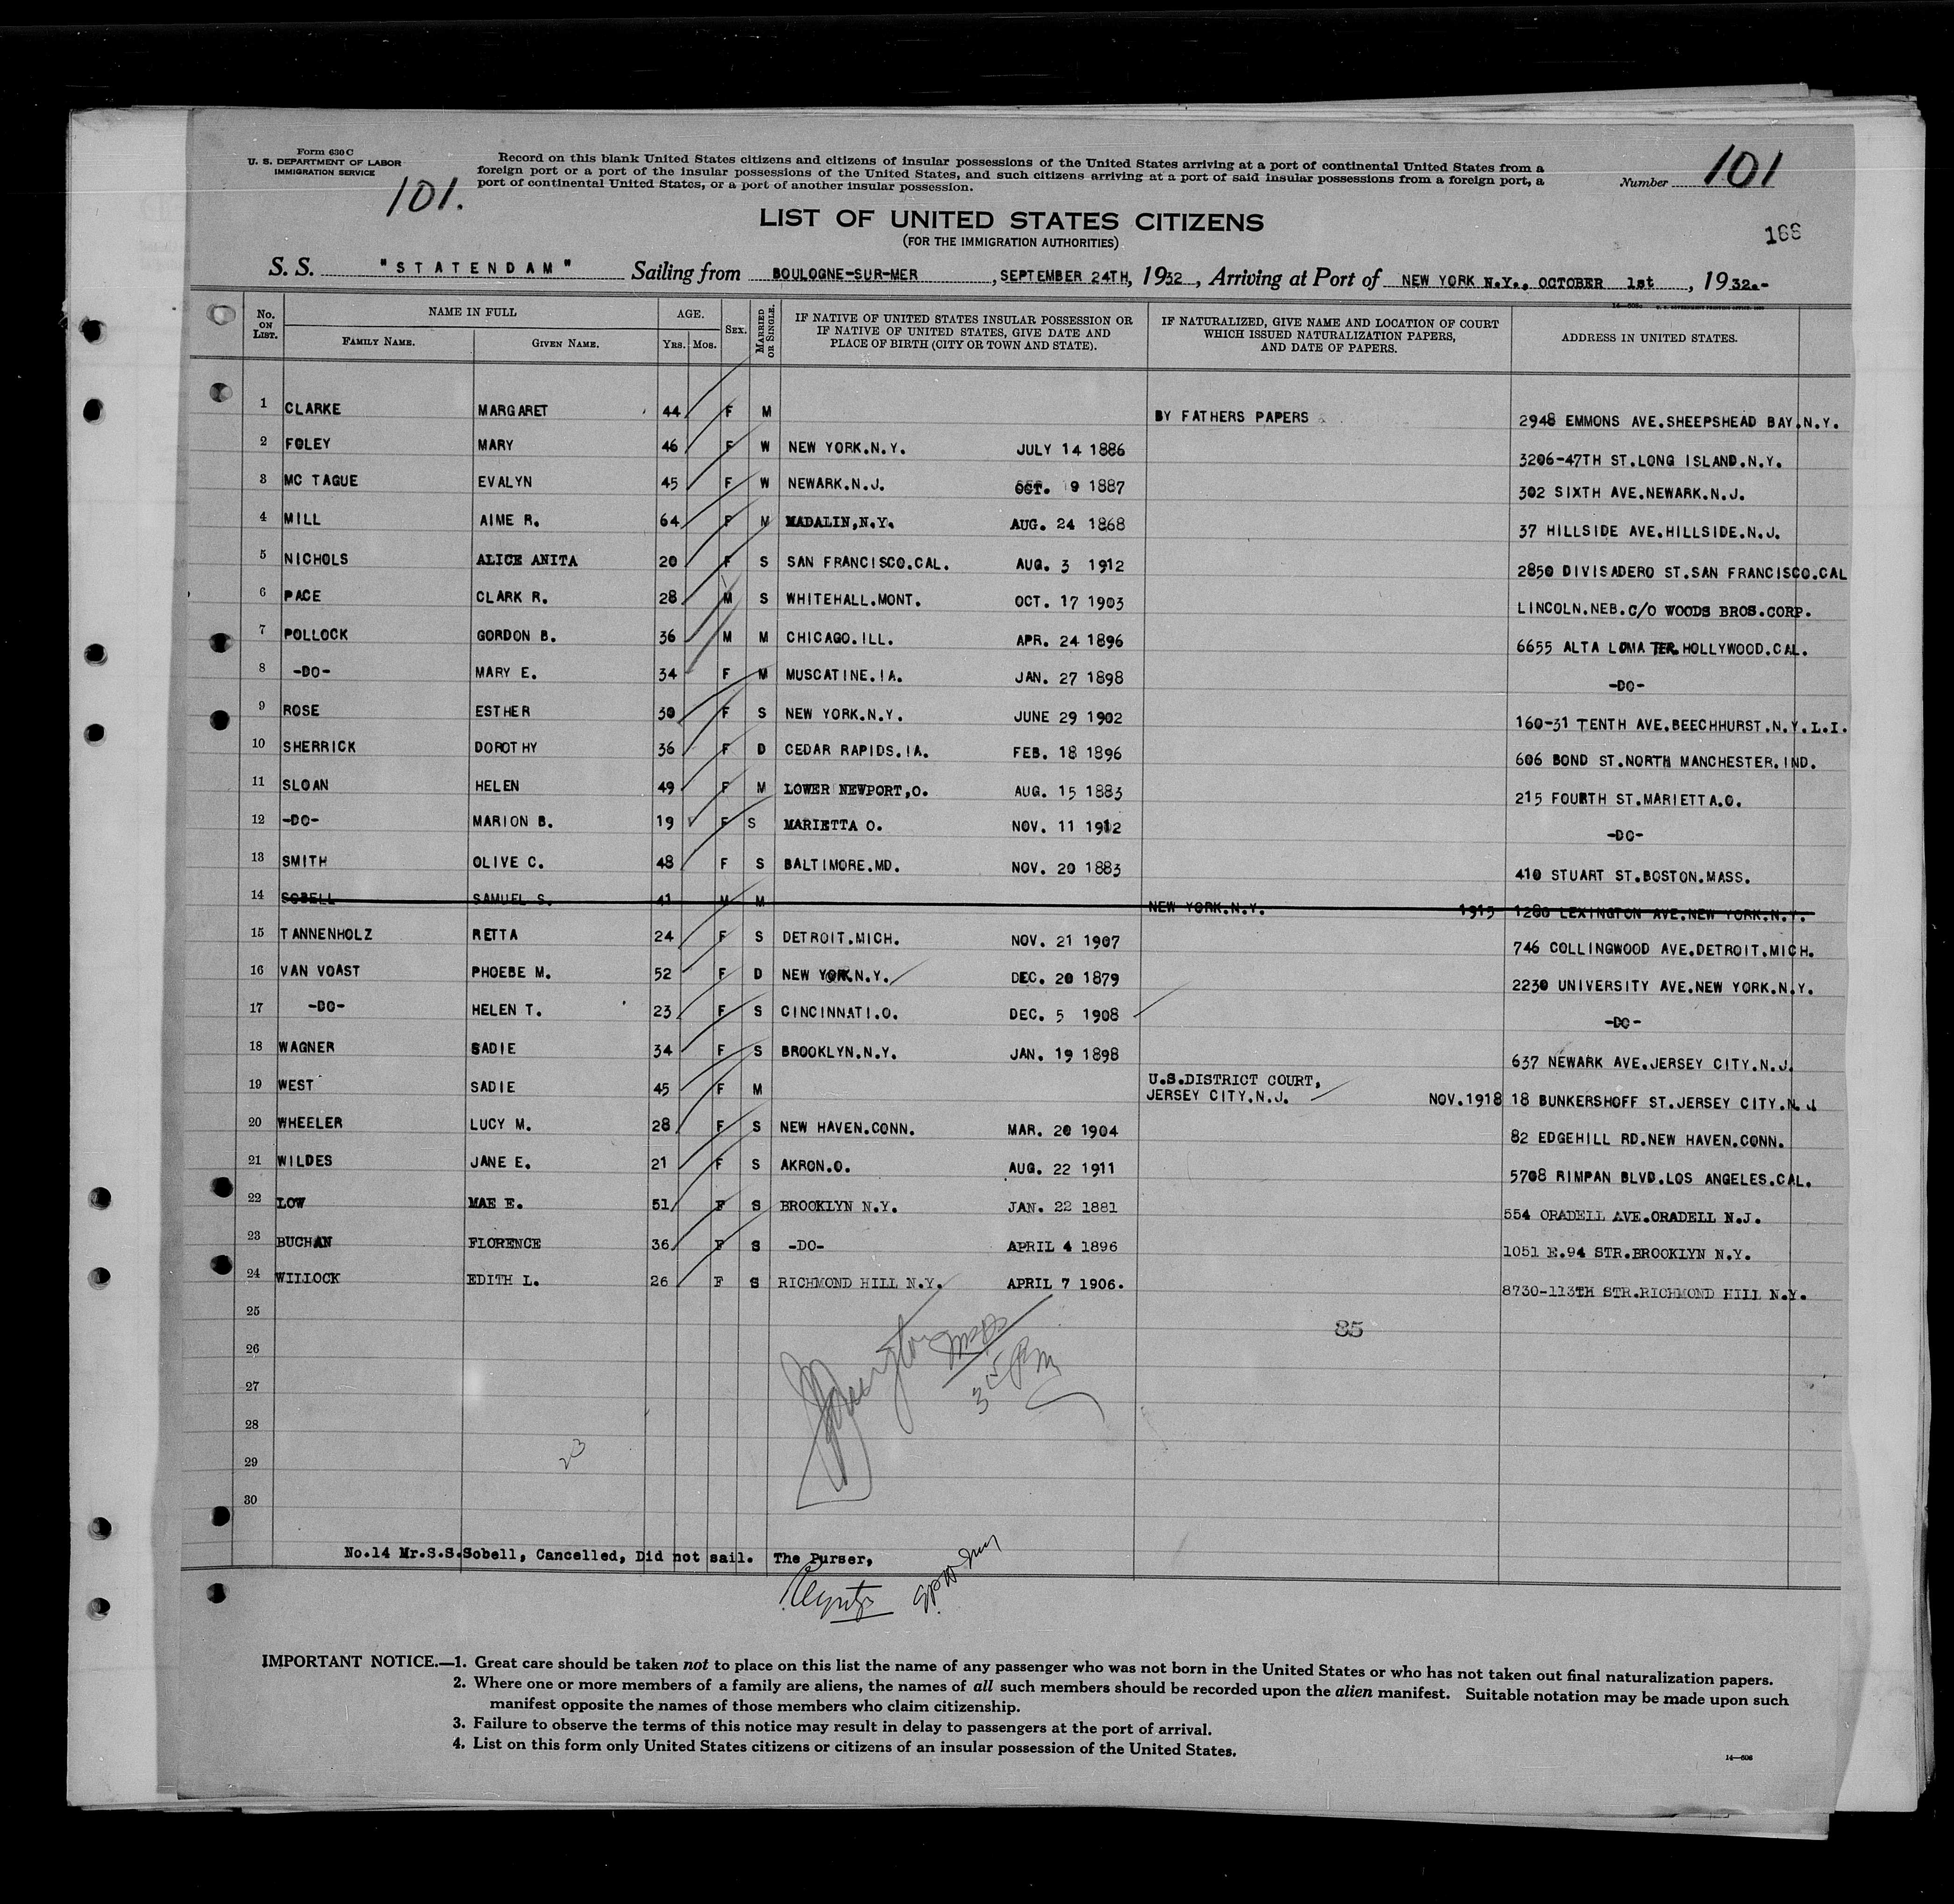 Form 630 C
U. S. DEPARTMENT OF LABOR
IMMIGRATION SERVICE
101.
Record on this blank United States citizens and citizens of insular possessions of the United States arriving at a port of continental United States from a
foreign port or a port of the insular possessions of the United States, and such citizens arriving at a port of said insular possessions from a foreign port, a
port of continental United States, or a port of another insular possession.
Number 101
LIST OF UNITED STATES CITIZENS
(FOR THE IMMIGRATION AUTHORITIES)
S. S. "STATENDAM" Sailing from BOULOGNE-SUR-MER, SEPTEMBER 24TH, 1932, Arriving at Port of NEW YORK N.Y., OCTOBER 1st, 1932.-
No. ON LIST. NAME IN FULL AGE. SEX. MARRIED OR SINGLE. IF NATIVE OF UNITED STATES INSULAR POSSESSION OR IF NATIVE OF UNITED STATES, GIVE DATE AND PLACE OF BIRTH (CITY OR TOWN AND STATE). IF NATURALIZED, GIVE NAME AND LOCATION OF COURT WHICH ISSUED NATURALIZATION PAPERS, AND DATE OF PAPERS. ADDRESS IN UNITED STATES.
FAMILY NAME. GIVEN NAME. YRS. MOS.
1 CLARKE MARGARET 44 F M BY FATHERS PAPERS 2948 EMMONS AVE.SHEEPSHEAD BAY.N.Y.
2 FOLEY MARY 46 F W NEW YORK.N.Y. JULY 14 1886 3206-47TH ST.LONG ISLAND.N.Y.
3 MC TAGUE EVALYN 45 F W NEWARK.N.J. OCT. 9 1887 302 SIXTH AVE.NEWARK.N.J.
4 MILL AIME R. 64 F M MADALIN,N.Y. AUG. 24 1868 37 HILLSIDE AVE.HILLSIDE.N.J.
5 NICHOLS ALICE ANITA 20 F S SAN FRANCISCO.CAL. AUG. 3 1912 2850 DIVISADERO ST.SAN FRANCISCO.CAL
6 PACE CLARK R. 28 M S WHITEHALL.MONT. OCT. 17 1903 LINCOLN.NEB.C/O WOODS BROS.CORP.
7 POLLOCK GORDON B. 36 M M CHICAGO.ILL. APR. 24 1896 6655 ALTA LOMA TER.HOLLYWOOD.CAL.
8 -DO- MARY E. 34 F M MUSCATINE.IA. JAN. 27 1898 -DO-
9 ROSE ESTHER 30 F S NEW YORK.N.Y. JUNE 29 1902 160-31 TENTH AVE.BEECHHURST.N.Y.L.I.
10 SHERRICK DOROTHY 36 F D CEDAR RAPIDS.IA. FEB. 18 1896 606 BOND ST.NORTH MANCHESTER.IND.
11 SLOAN HELEN 49 F M LOWER NEWPORT,O. AUG. 15 1883 215 FOURTH ST.MARIETTA.O.
12 -DO- MARION B. 19 F S MARIETTA O. NOV. 11 1912 -DO-
13 SMITH OLIVE C. 48 F S BALTIMORE.MD. NOV. 20 1883 410 STUART ST.BOSTON.MASS.
14 SOBELL SAMUEL S. 41 M M NEW YORK.N.Y. 1915 1280 LEXINGTON AVE.NEW YORK.N.Y.
15 TANNENHOLZ RETTA 24 F S DETROIT.MICH. NOV. 21 1907 746 COLLINGWOOD AVE.DETROIT.MICH.
16 VAN VOAST PHOEBE M. 52 F D NEW YORK.N.Y. DEC. 20 1879 2230 UNIVERSITY AVE.NEW YORK.N.Y.
17 -DO- HELEN T. 23 F S CINCINNATI.O. DEC. 5 1908 -DO-
18 WAGNER SADIE 34 F S BROOKLYN.N.Y. JAN. 19 1898 637 NEWARK AVE.JERSEY CITY.N.J.
19 WEST SADIE 45 F M U.S.DISTRICT COURT, JERSEY CITY.N.J. NOV.1918 18 BUNKERSHOFF ST.JERSEY CITY.N.J
20 WHEELER LUCY M. 28 F S NEW HAVEN.CONN. MAR. 20 1904 82 EDGEHILL RD.NEW HAVEN.CONN.
21 WILDES JANE E. 21 F S AKRON.O. AUG. 22 1911 5708 RIMPAN BLVD.LOS ANGELES.CAL.
22 LOW MAE E. 51 F S BROOKLYN N.Y. JAN. 22 1881 554 ORADELL AVE.ORADELL N.J.
23 BUCHAN FLORENCE 36 F S -DO- APRIL 4 1896 1051 E.94 STR.BROOKLYN N.Y.
24 WILLOCK EDITH L. 26 F S RICHMOND HILL N.Y. APRIL 7 1906. 8730-113TH STR.RICHMOND HILL N.Y.
25 85
26
27
28
29 23
30
No.14 Mr.S.S.Sobell, Cancelled, Did not sail. The Purser,
IMPORTANT NOTICE.—1. Great care should be taken not to place on this list the name of any passenger who was not born in the United States or who has not taken out final naturalization papers.
2. Where one or more members of a family are aliens, the names of all such members should be recorded upon the alien manifest. Suitable notation may be made upon such
manifest opposite the names of those members who claim citizenship.
3. Failure to observe the terms of this notice may result in delay to passengers at the port of arrival.
4. List on this form only United States citizens or citizens of an insular possession of the United States.
14—608